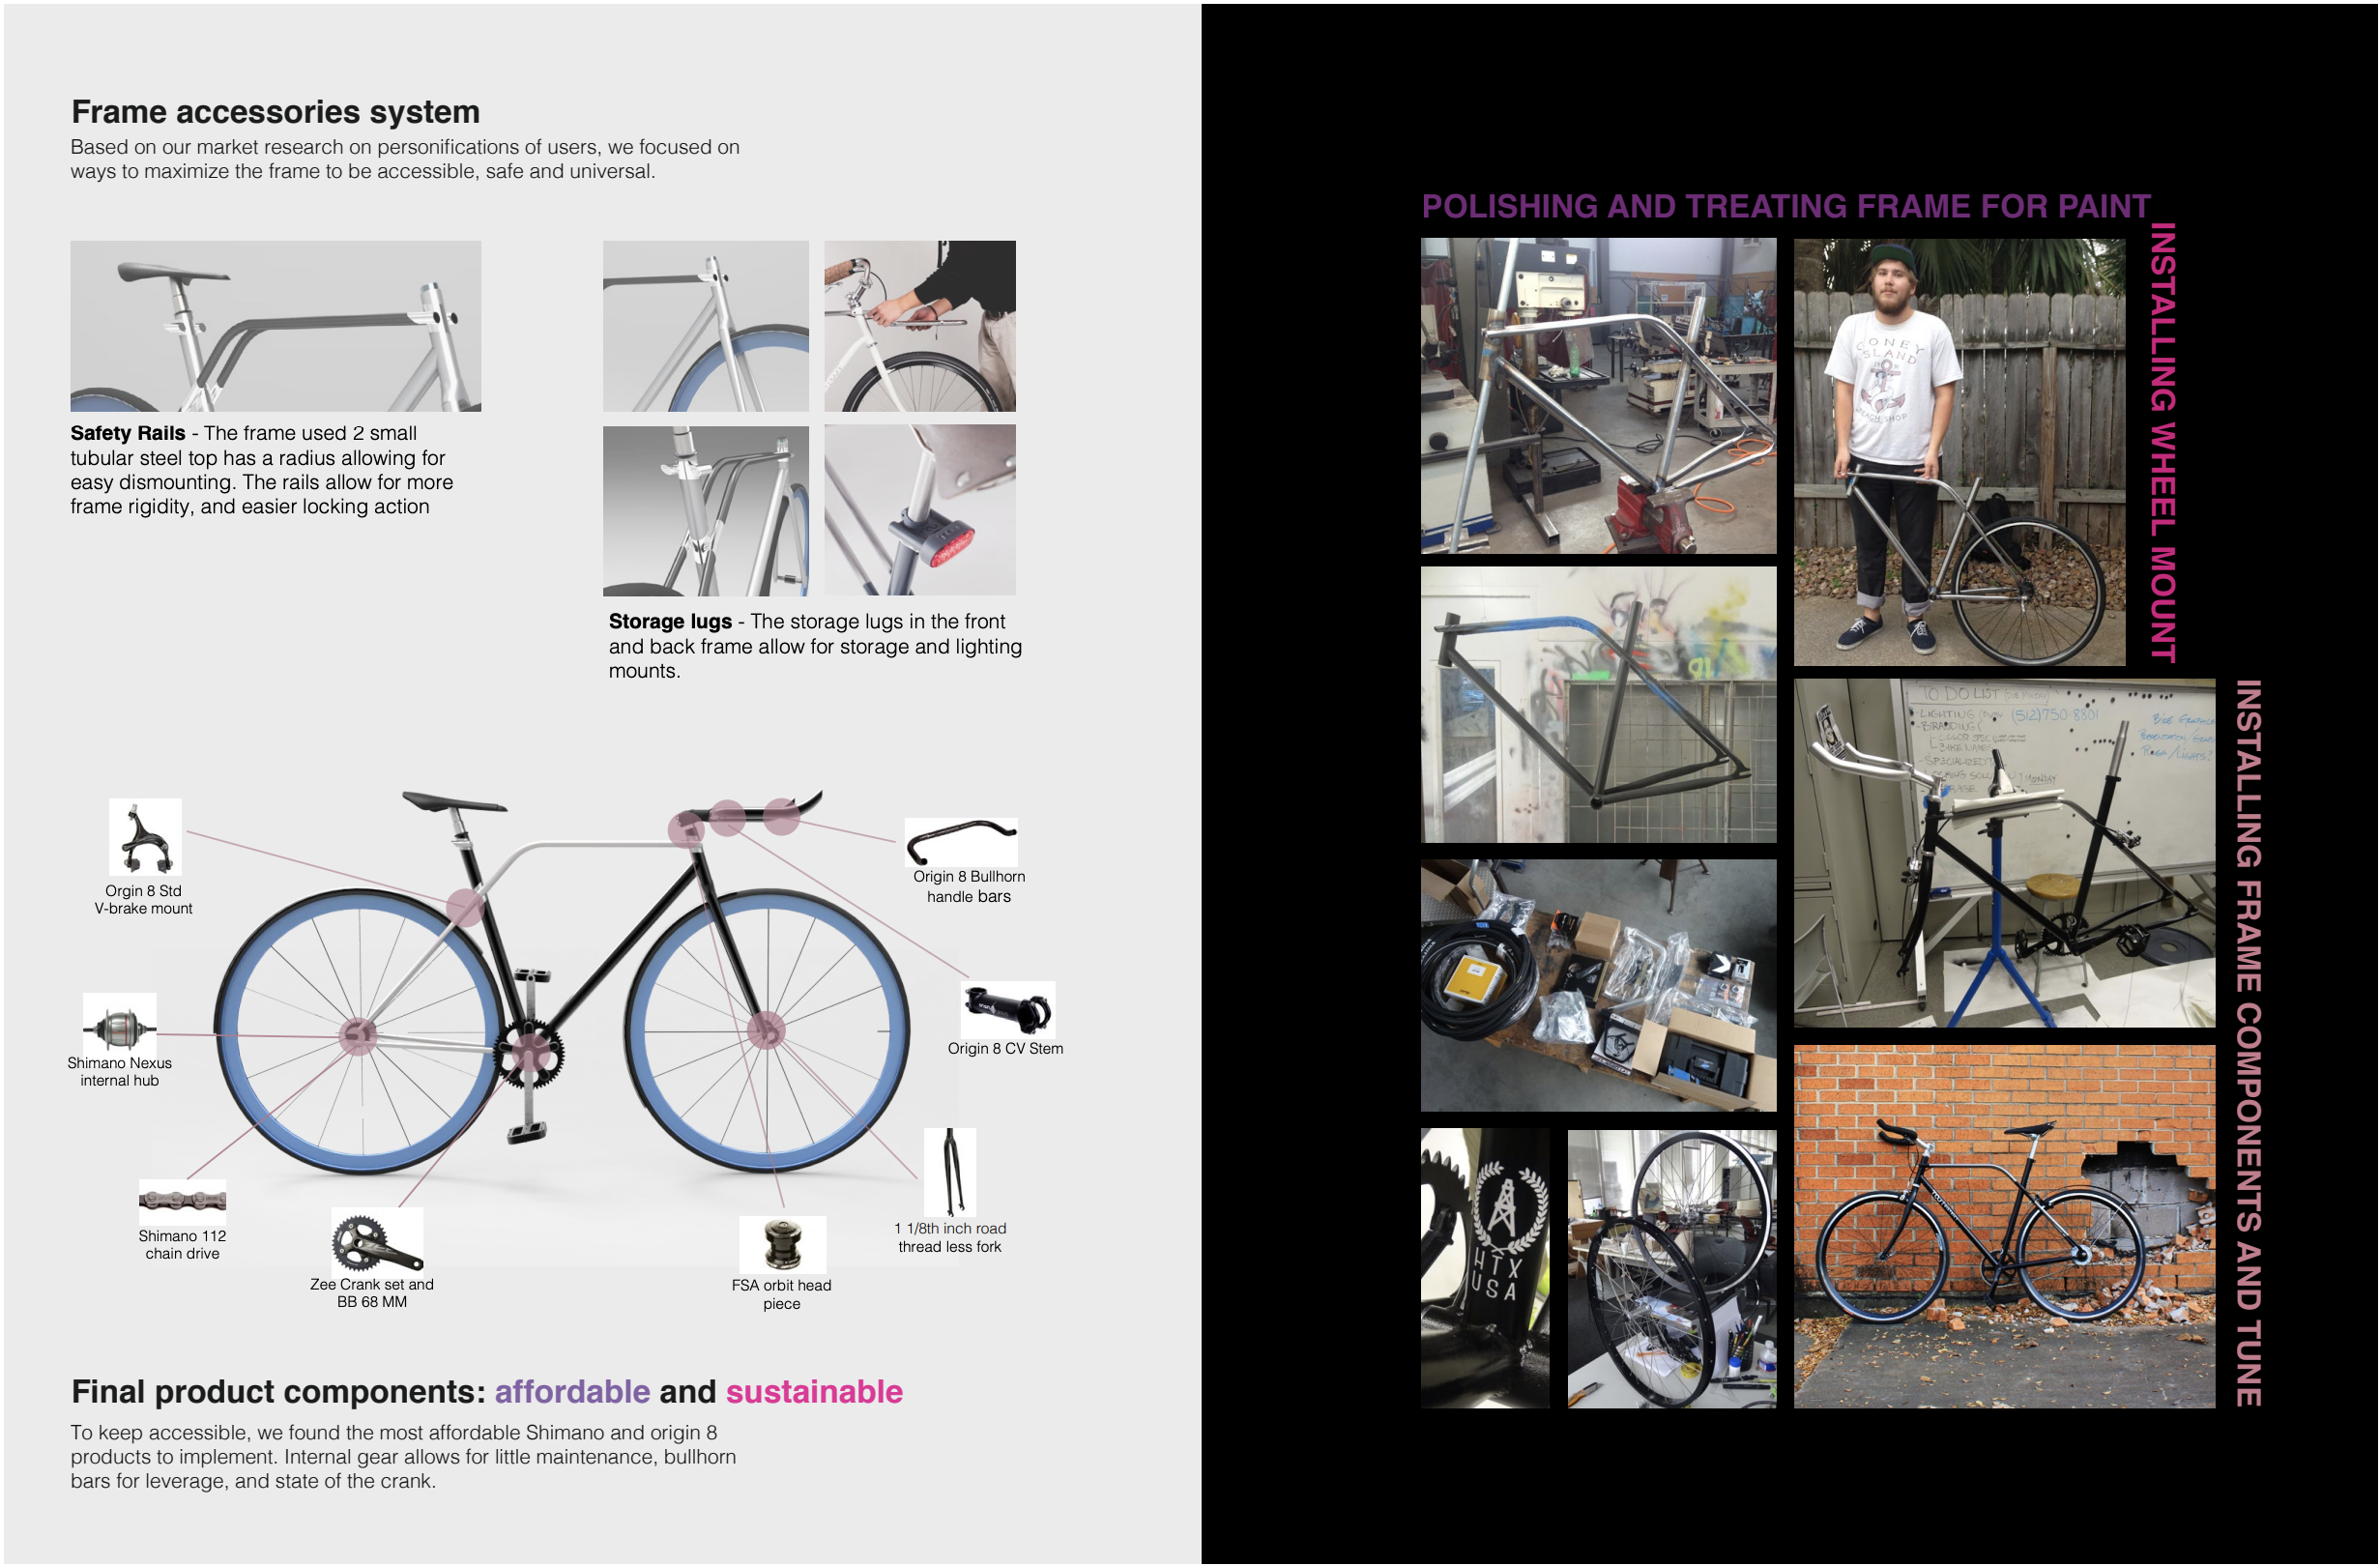 Frame accessories system
Based on our market research on personifications of users, we focused on
ways to maximize the frame to be accessible, safe and universal.
Safety Rails - The frame used 2 small
tubular steel top has a radius allowing for
easy dismounting. The rails allow for more
frame rigidity, and easier locking action
Storage lugs - The storage lugs in the front
and back frame allow for storage and lighting
mounts.
Orgin 8 Std
V-brake mount
Shimano Nexus
internal hub
Shimano 112
chain drive
Zee Crank set and
BB 68 MM
FSA orbit head
piece
1 1/8th inch road
thread less fork
Origin 8 CV Stem
Origin 8 Bullhorn
handle bars
Final product components: affordable and sustainable
To keep accessible, we found the most affordable Shimano and origin 8
products to implement. Internal gear allows for little maintenance, bullhorn
bars for leverage, and state of the crank.
POLISHING AND TREATING FRAME FOR PAINT
INSTALLING WHEEL MOUNT
INSTALLING FRAME COMPONENTS AND TUNE
CONEY
ISLAND
TO DO LIST
-LIGHTING
(512)750-8801
-BRANDING
-SPECIALIZED
MONDAY
HTX
USA